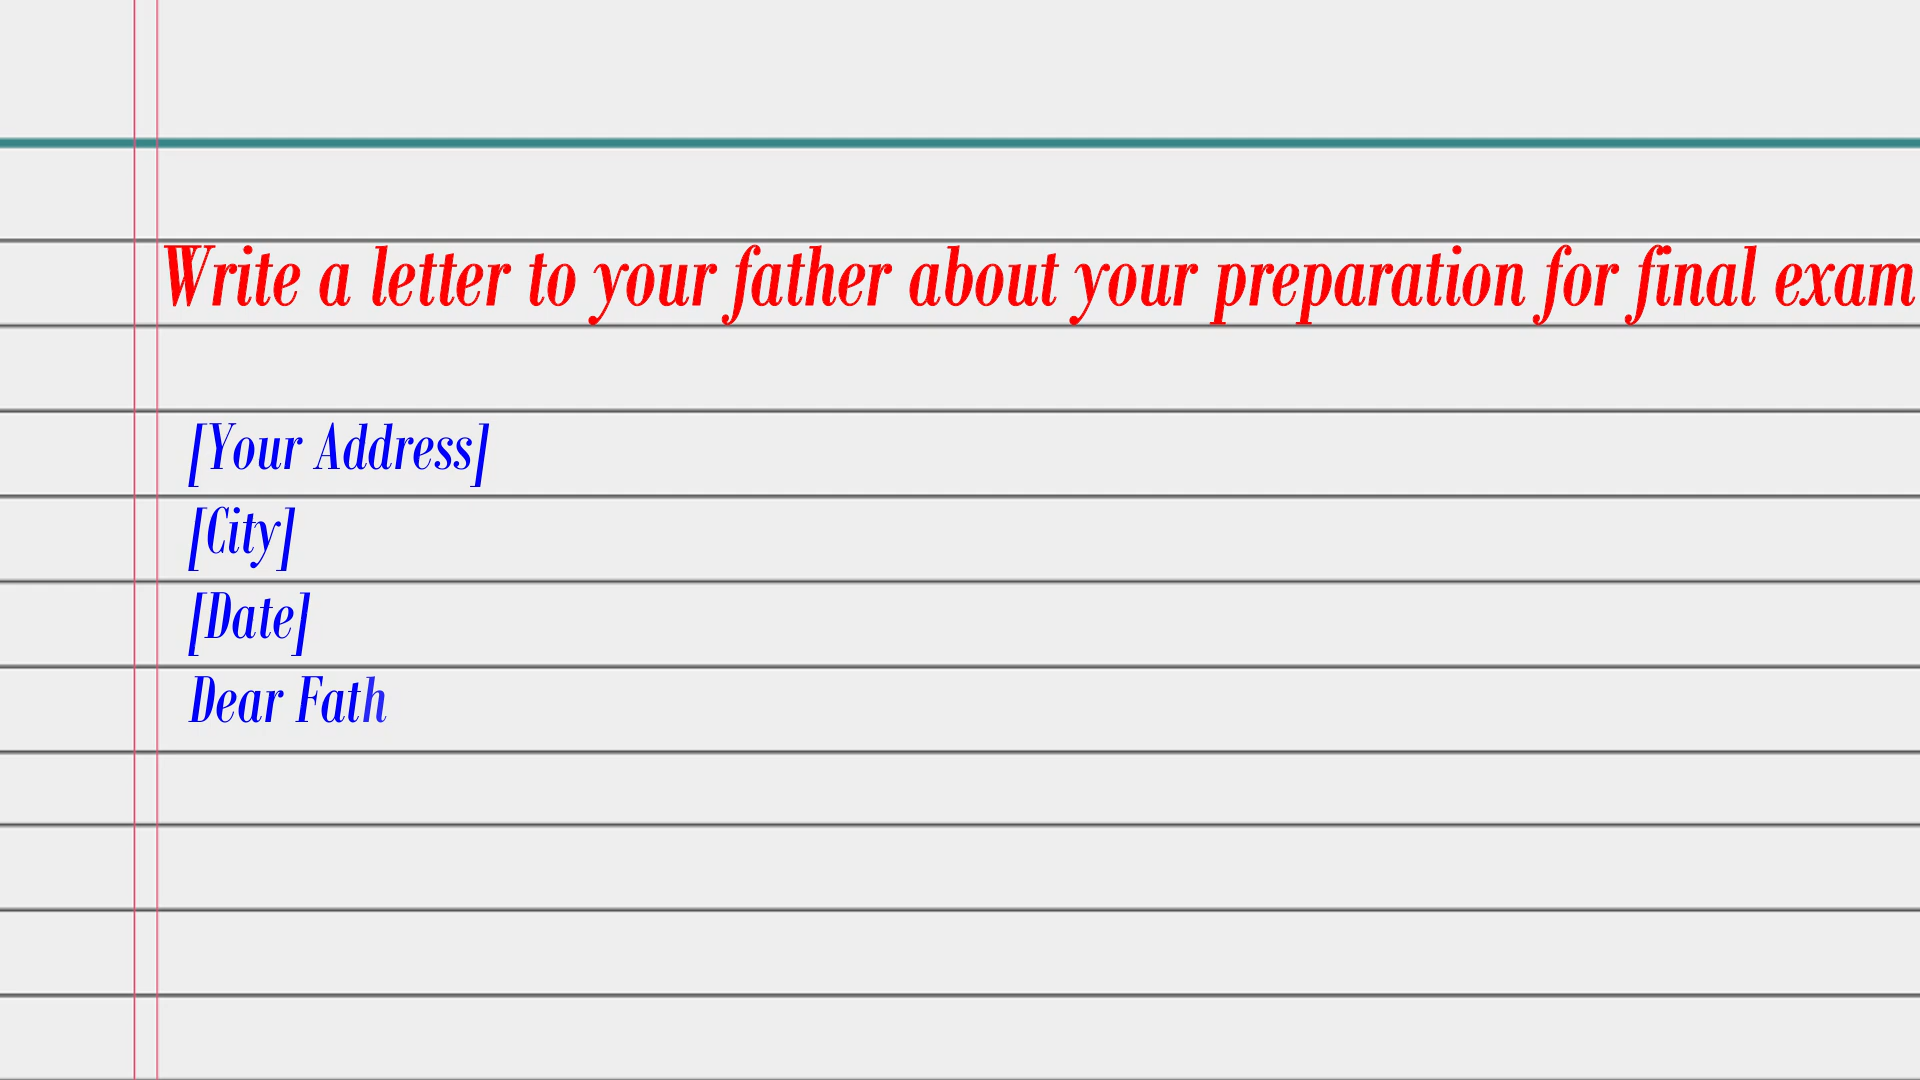 Write a letter to your father about your preparation for final exam
[Your Address]
[City]
[Date]
Dear Fath